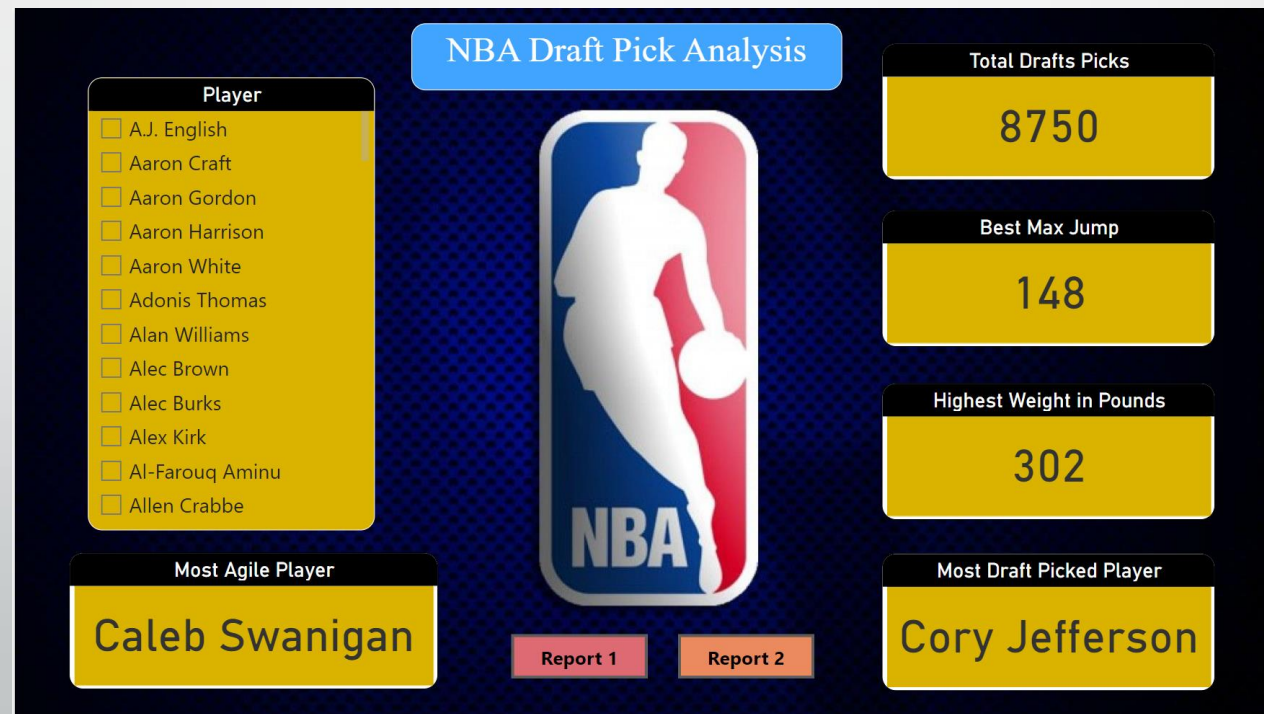 NBA Draft Pick Analysis
Player
A.J. English
Aaron Craft
Aaron Gordon
Aaron Harrison
Aaron White
Adonis Thomas
Alan Williams
Alec Brown
Alec Burks
Alex Kirk
Al-Farouq Aminu
Allen Crabbe
Most Agile Player
Caleb Swanigan
NBA
Report 1
Report 2
Total Drafts Picks
8750
Best Max Jump
148
Highest Weight in Pounds
302
Most Draft Picked Player
Cory Jefferson